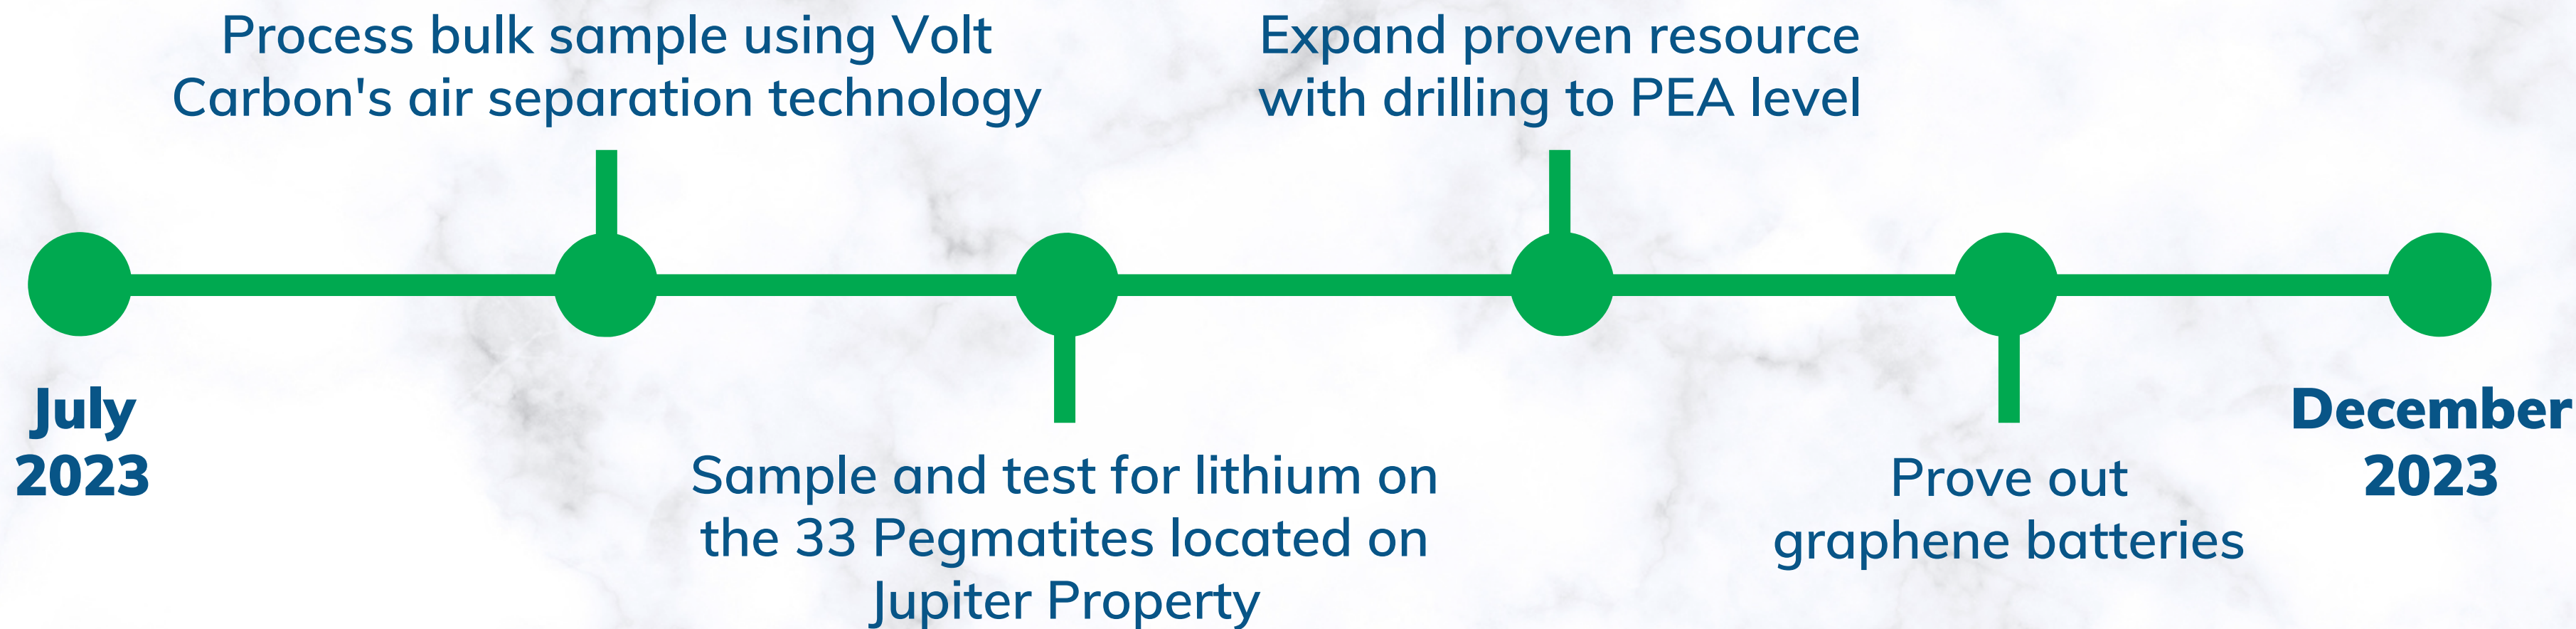 Process bulk sample using Volt
Carbon's air separation technology
Expand proven resource
with drilling to PEA level
July
2023
Sample and test for lithium on
the 33 Pegmatites located on
Jupiter Property
Prove out
graphene batteries
December
2023